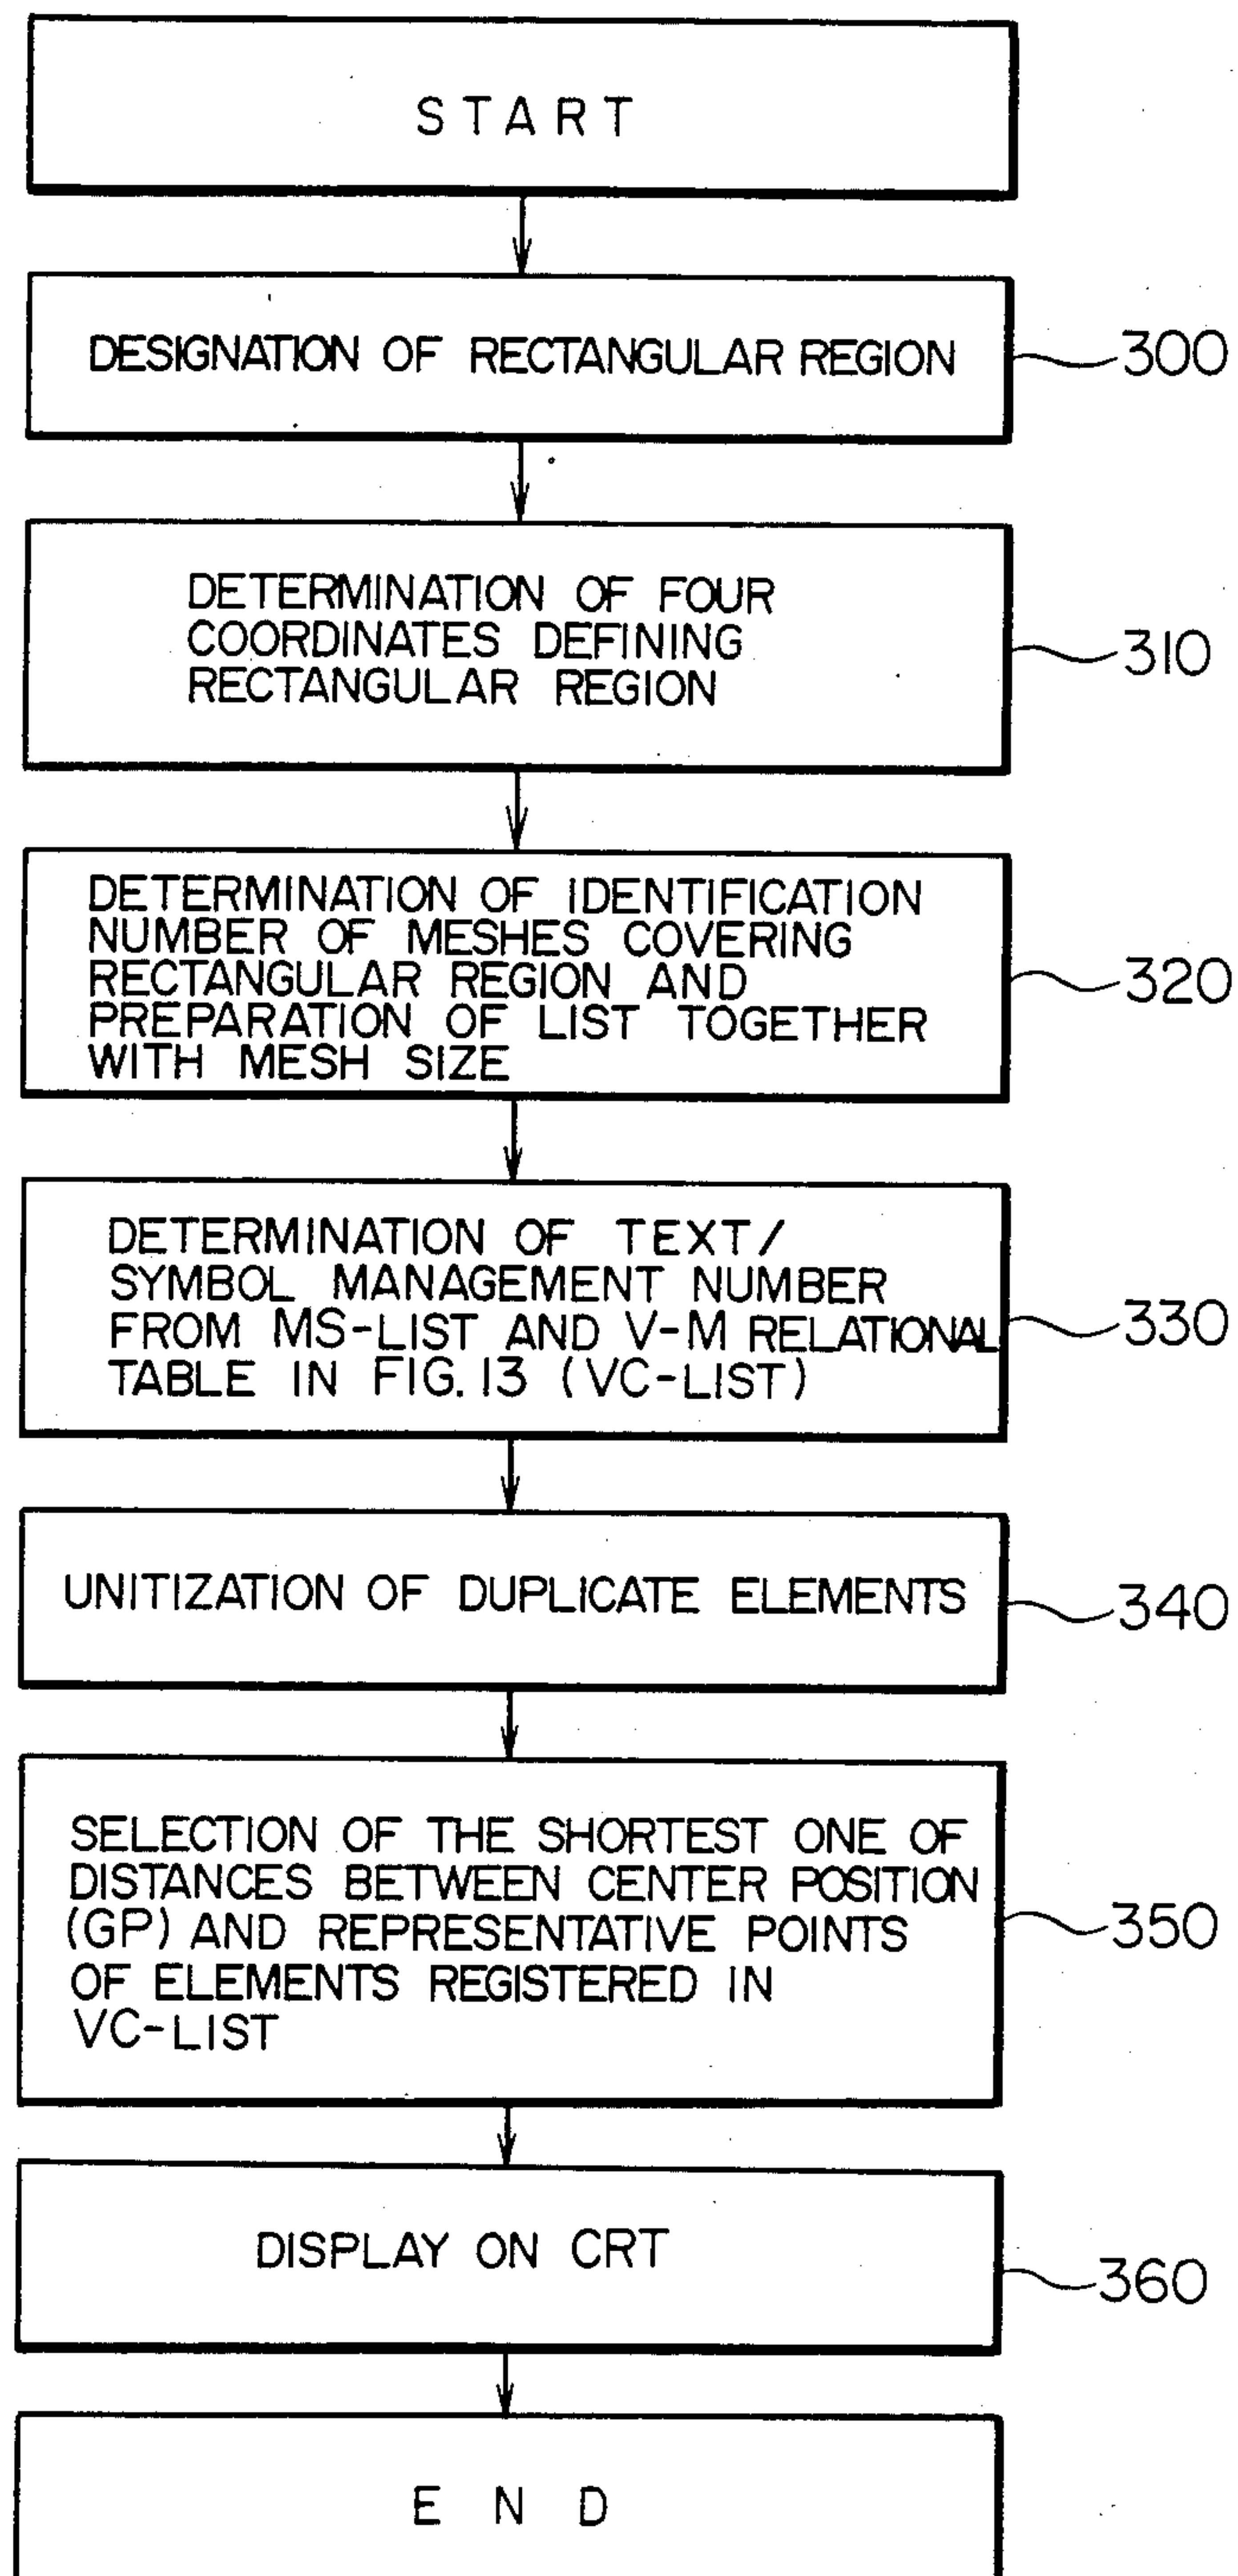 START
DESIGNATION OF RECTANGULAR REGION
300
DETERMINATION OF FOUR
COORDINATES DEFINING
RECTANGULAR REGION
310
DETERMINATION OF IDENTIFICATION
NUMBER OF MESHES COVERING
RECTANGULAR REGION AND
PREPARATION OF LIST TOGETHER
WITH MESH SIZE
320
DETERMINATION OF TEXT/
SYMBOL MANAGEMENT NUMBER
FROM MS-LIST AND V-M RELATIONAL
TABLE IN FIG. 13 (VC-LIST)
330
UNITIZATION OF DUPLICATE ELEMENTS
340
SELECTION OF THE SHORTEST ONE OF
DISTANCES BETWEEN CENTER POSITION
(GP) AND REPRESENTATIVE POINTS
OF ELEMENTS REGISTERED IN
VC-LIST
350
DISPLAY ON CRT
360
END